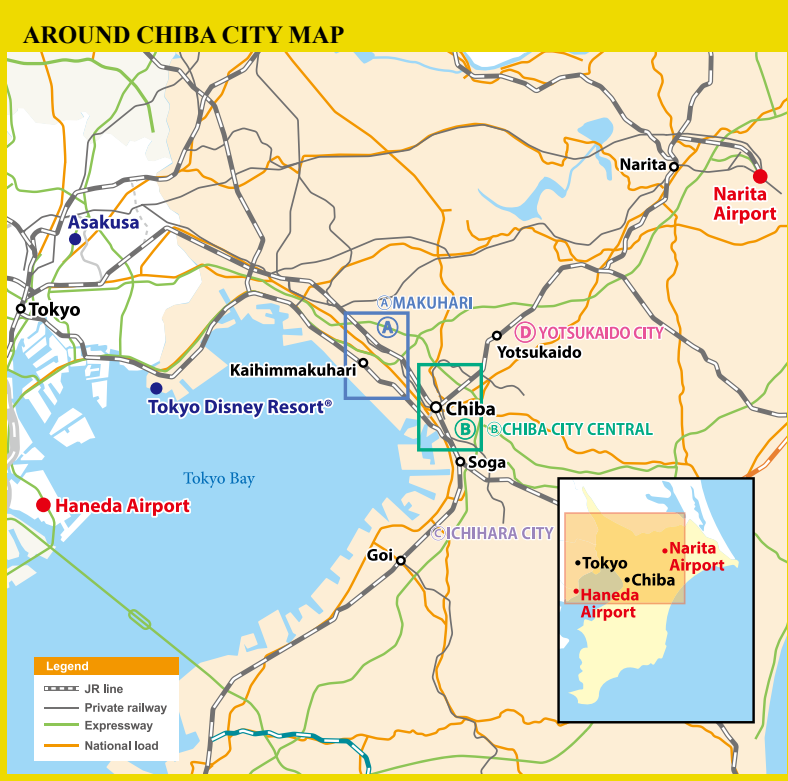 AROUND CHIBA CITY MAP
Narita
Narita
Airport
Asakusa
Tokyo
Ⓐ MAKUHARI
Ⓐ
Ⓓ YOTSUKAIDO CITY
Yotsukaido
Kaihimmakuhari
Tokyo Disney Resort®
Chiba
Ⓑ
Ⓑ CHIBA CITY CENTRAL
Soga
Tokyo Bay
Haneda Airport
Ⓒ ICHIHARA CITY
Goi
Tokyo
Narita
Airport
Chiba
Haneda
Airport
Legend
JR line
Private railway
Expressway
National load